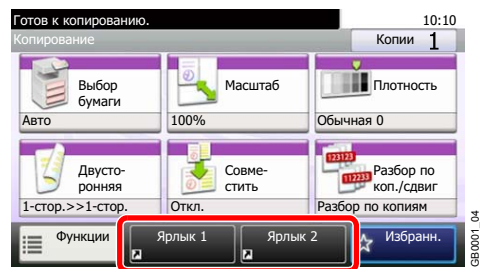 Готов к копированию.
10:10
Копирование
Копии 1
Выбор
бумаги
Авто
Масштаб
100%
Плотность
Обычная 0
Двусто-
ронняя
1-стор.>>1-стор.
Совме-
стить
Откл.
123123
112233
Разбор по
коп./сдвиг
Разбор по копиям
Функции
Ярлык 1
Ярлык 2
Избранн.
GB0001_04